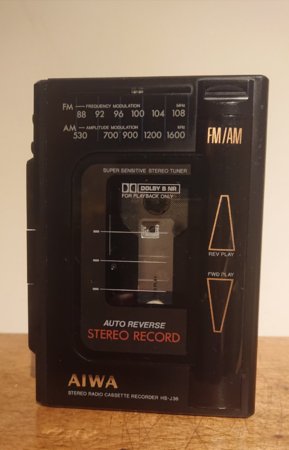 FM — FREQUENCY MODULATION — MHz
88 92 96 100 104 108
AM — AMPLITUDE MODULATION — kHz
530 700 900 1200 1600
FM/AM
SUPER SENSITIVE STEREO TUNER
DOLBY B NR
FOR PLAYBACK ONLY
REV PLAY
FWD PLAY
AUTO REVERSE
STEREO RECORD
AIWA
STEREO RADIO CASSETTE RECORDER HS-J36